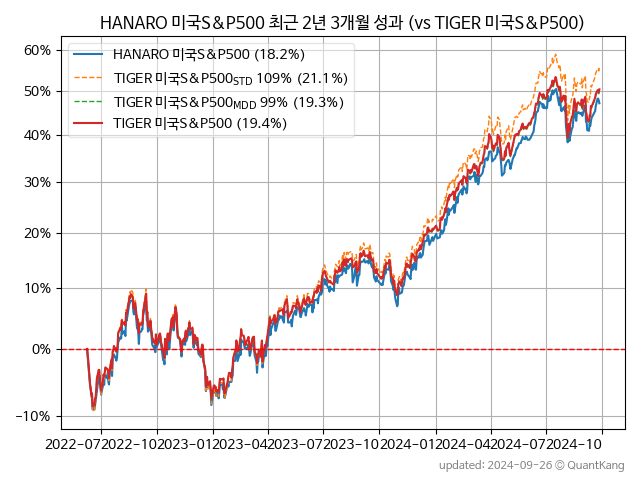 HANARO 미국S&P500 최근 2년 3개월 성과 (vs TIGER 미국S&P500)
60%
50%
40%
30%
20%
10%
0%
-10%
HANARO 미국S&P500 (18.2%)
TIGER 미국S&P500STD 109% (21.1%)
TIGER 미국S&P500MDD 99% (19.3%)
TIGER 미국S&P500 (19.4%)
2022-07 2022-10 2023-01 2023-04 2023-07 2023-10 2024-01 2024-04 2024-07 2024-10
updated: 2024-09-26 © QuantKang